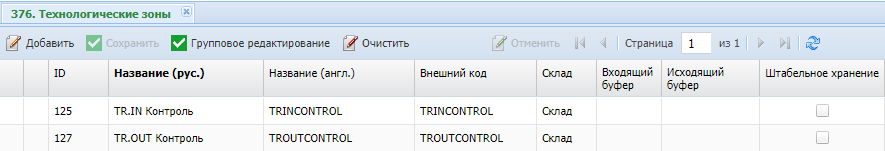 376. Технологические зоны
Добавить Сохранить Групповое редактирование Очистить Отменить Страница 1 из 1
ID Название (рус.) Название (англ.) Внешний код Склад Входящий буфер Исходящий буфер Штабельное хранение
125 TR.IN Контроль TRINCONTROL TRINCONTROL Склад
127 TR.OUT Контроль TROUTCONTROL TROUTCONTROL Склад